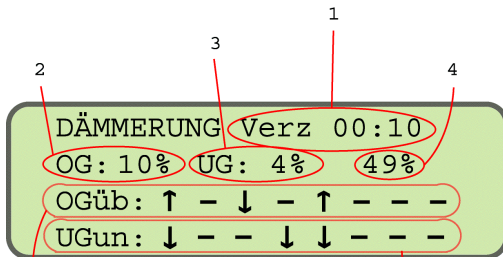 1
3
2
4
DÄMMERUNG Verz 00:10
OG: 10% UG: 4% 49%
OGüb: ↑ – ↓ – ↑ – – –
UGun: ↓ – – ↓ ↓ – – –